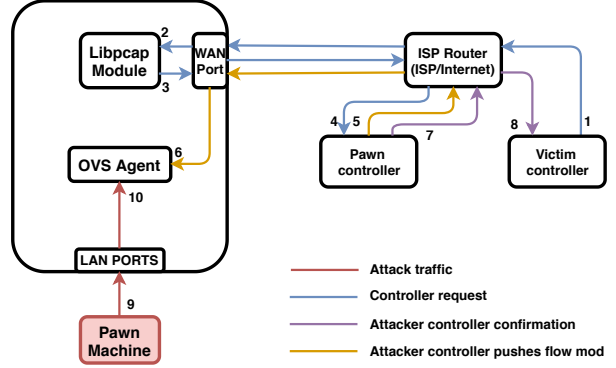 2
Libpcap
Module
3
WAN
Port
ISP Router
(ISP/Internet)
4
5
7
8
1
Pawn
controller
Victim
controller
6
OVS Agent
10
LAN PORTS
9
Pawn
Machine
Attack traffic
Controller request
Attacker controller confirmation
Attacker controller pushes flow mod